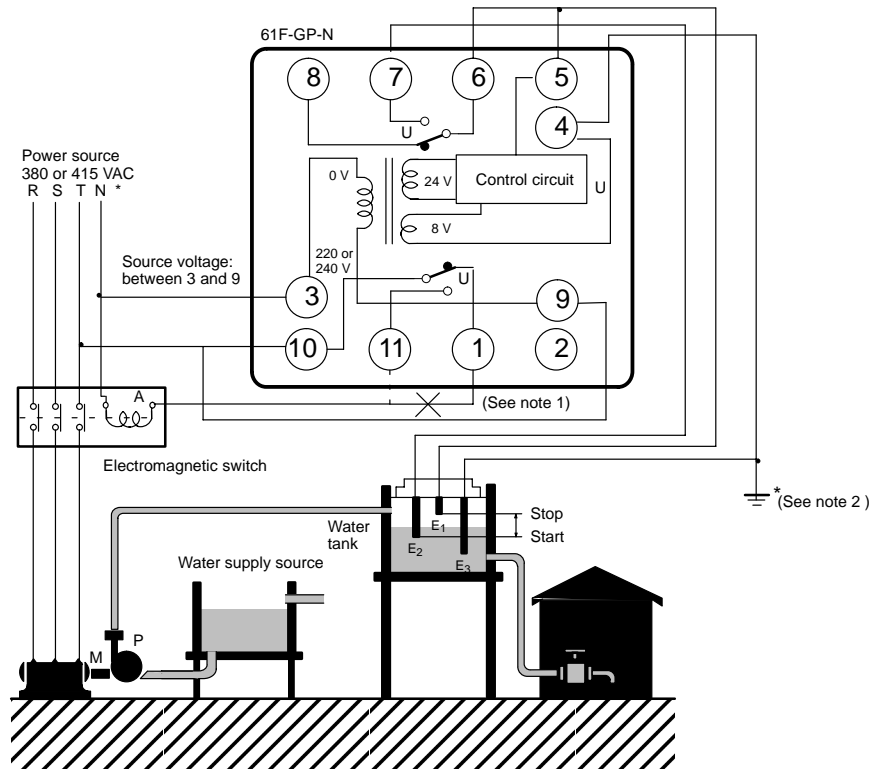 61F-GP-N
8
7
6
5
4
U
Power source
380 or 415 VAC
R S T N *
0 V
24 V
Control circuit
U
8 V
220 or
240 V
Source voltage:
between 3 and 9
3
U
9
10
11
1
2
A
(See note 1)
Electromagnetic switch
*
(See note 2 )
Stop
Start
E1
E2
E3
Water
tank
Water supply source
M
P